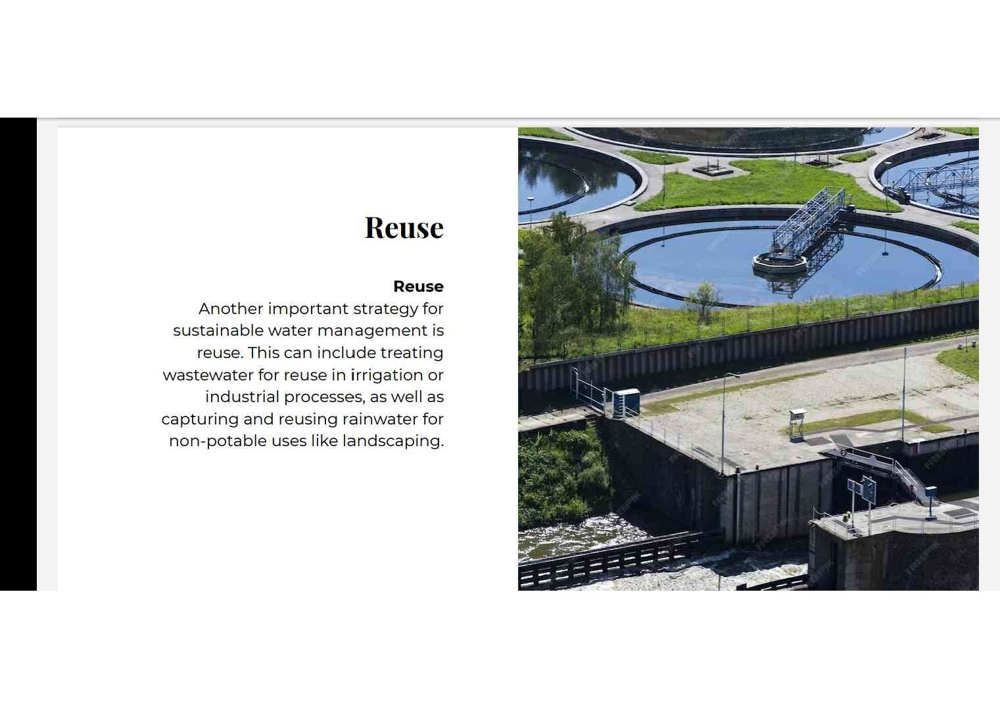 Reuse
Reuse
Another important strategy for
sustainable water management is
reuse. This can include treating
wastewater for reuse in irrigation or
industrial processes, as well as
capturing and reusing rainwater for
non-potable uses like landscaping.